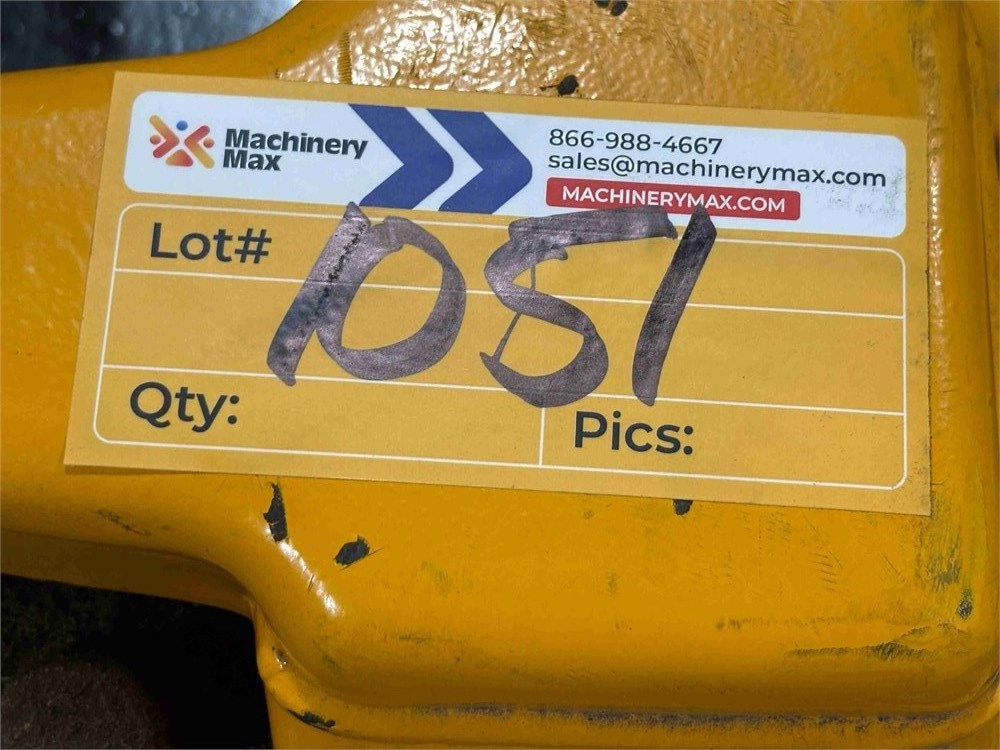 Machinery
Max
866-988-4667
sales@machinerymax.com
MACHINERYMAX.COM
Lot# 1051
Qty:
Pics: